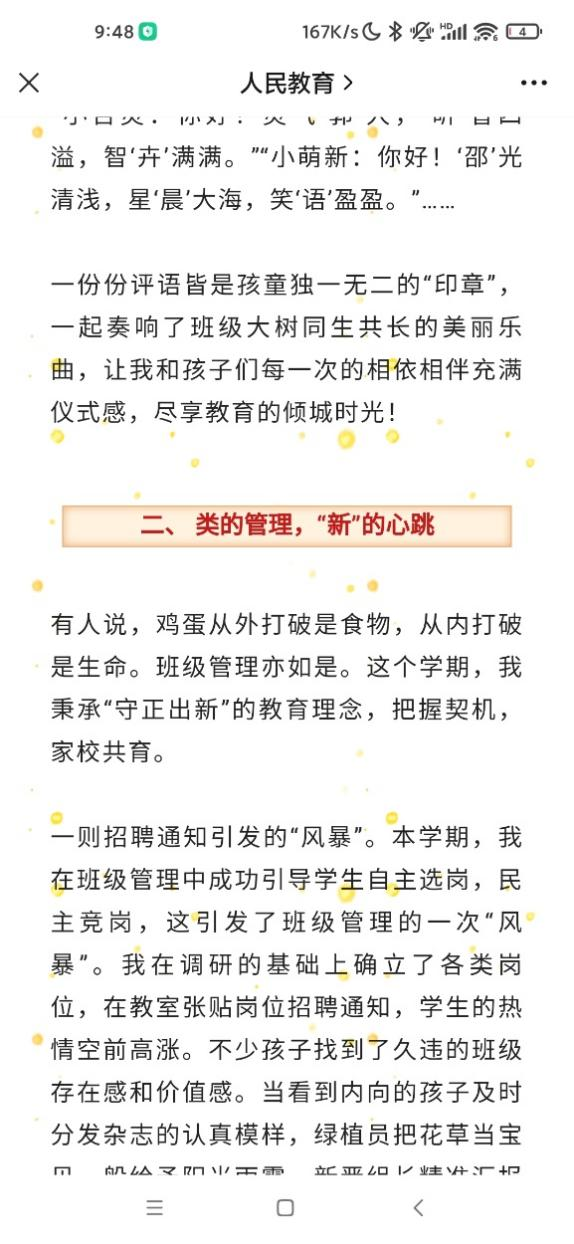 9:48
167K/s HD 6 4
人民教育
溢，智‘卉’满满。”“小萌新：你好！‘邵’光
清浅，星‘晨’大海，笑‘语’盈盈。”……
一份份评语皆是孩童独一无二的“印章”，
一起奏响了班级大树同生共长的美丽乐
曲，让我和孩子们每一次的相依相伴充满
仪式感，尽享教育的倾城时光！
二、 类的管理，“新”的心跳
有人说，鸡蛋从外打破是食物，从内打破
是生命。班级管理亦如是。这个学期，我
秉承“守正出新”的教育理念，把握契机，
家校共育。
一则招聘通知引发的“风暴”。本学期，我
在班级管理中成功引导学生自主选岗，民
主竞岗，这引发了班级管理的一次“风
暴”。我在调研的基础上确立了各类岗
位，在教室张贴岗位招聘通知，学生的热
情空前高涨。不少孩子找到了久违的班级
存在感和价值感。当看到内向的孩子及时
分发杂志的认真模样，绿植员把花草当宝